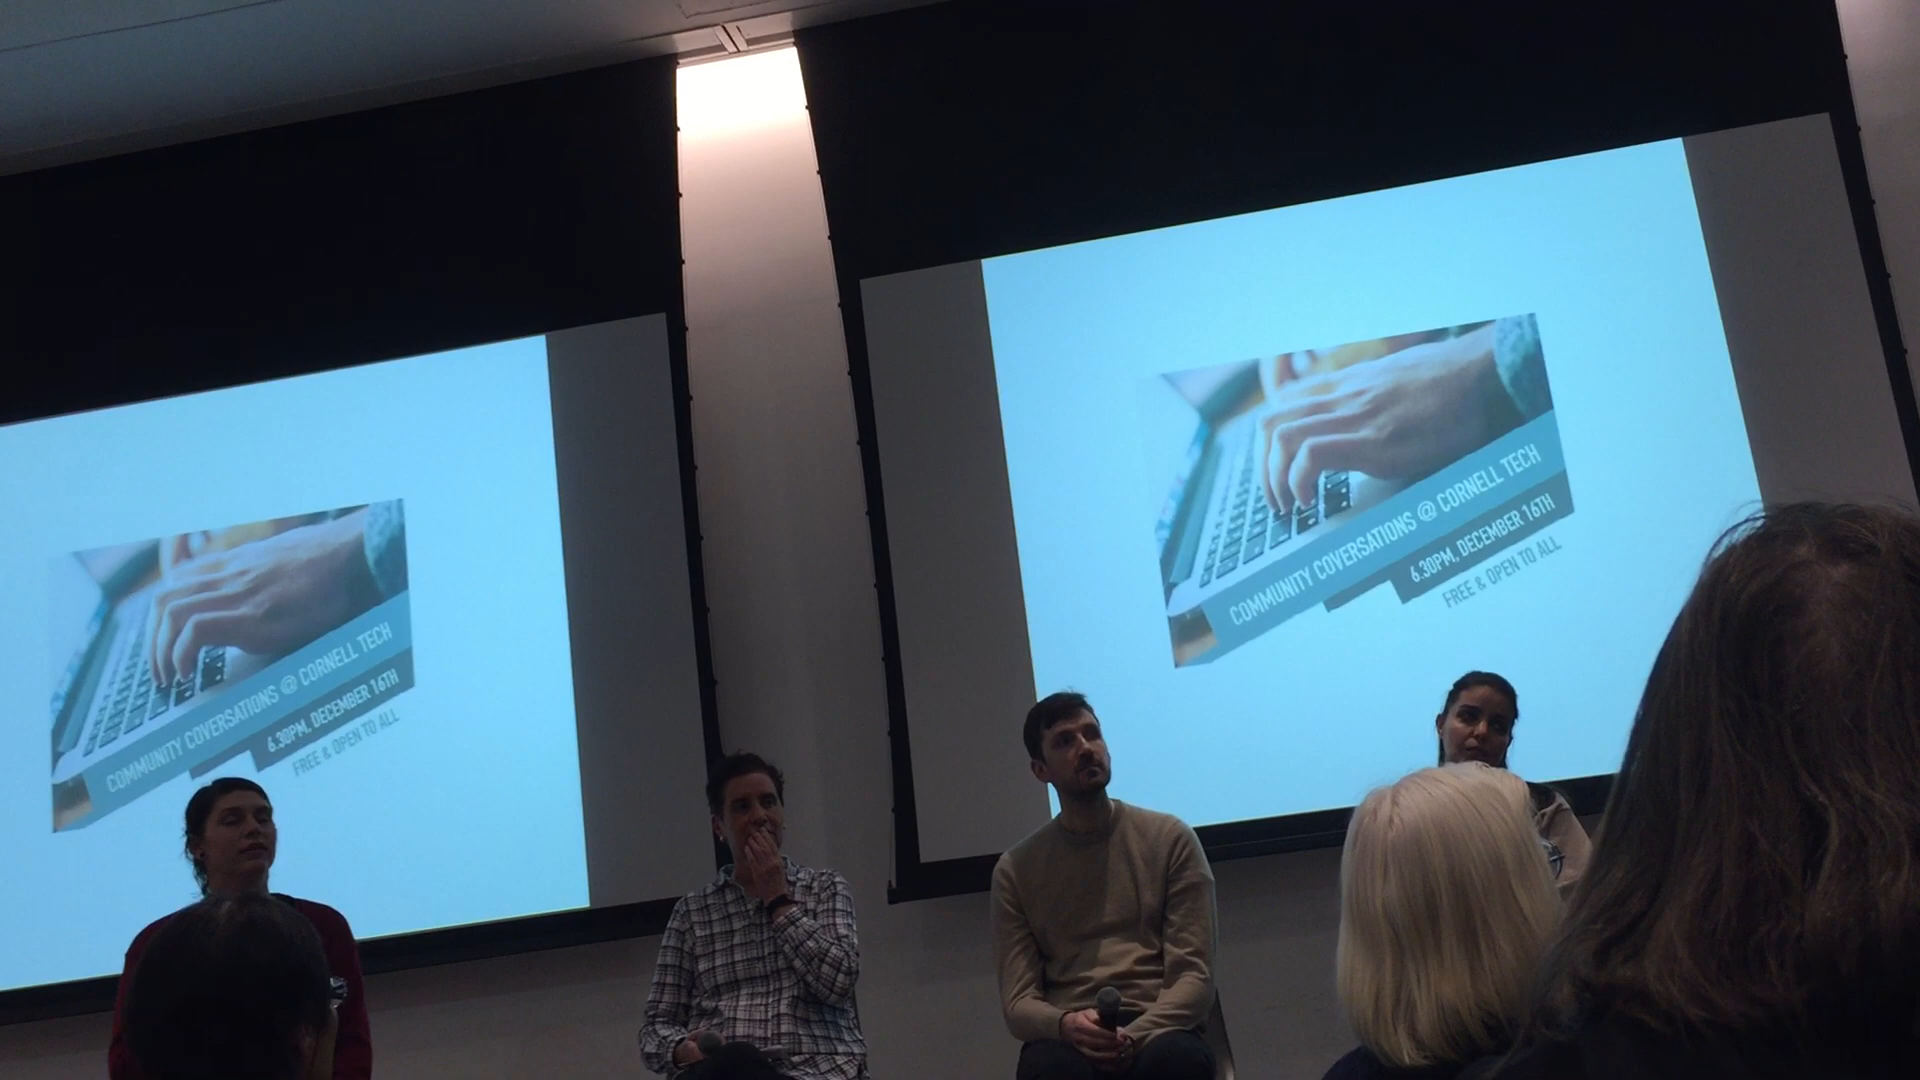 COMMUNITY COVERSATIONS @ CORNELL TECH
6.30PM, DECEMBER 16TH
FREE & OPEN TO ALL
COMMUNITY COVERSATIONS @ CORNELL TECH
6.30PM, DECEMBER 16TH
FREE & OPEN TO ALL